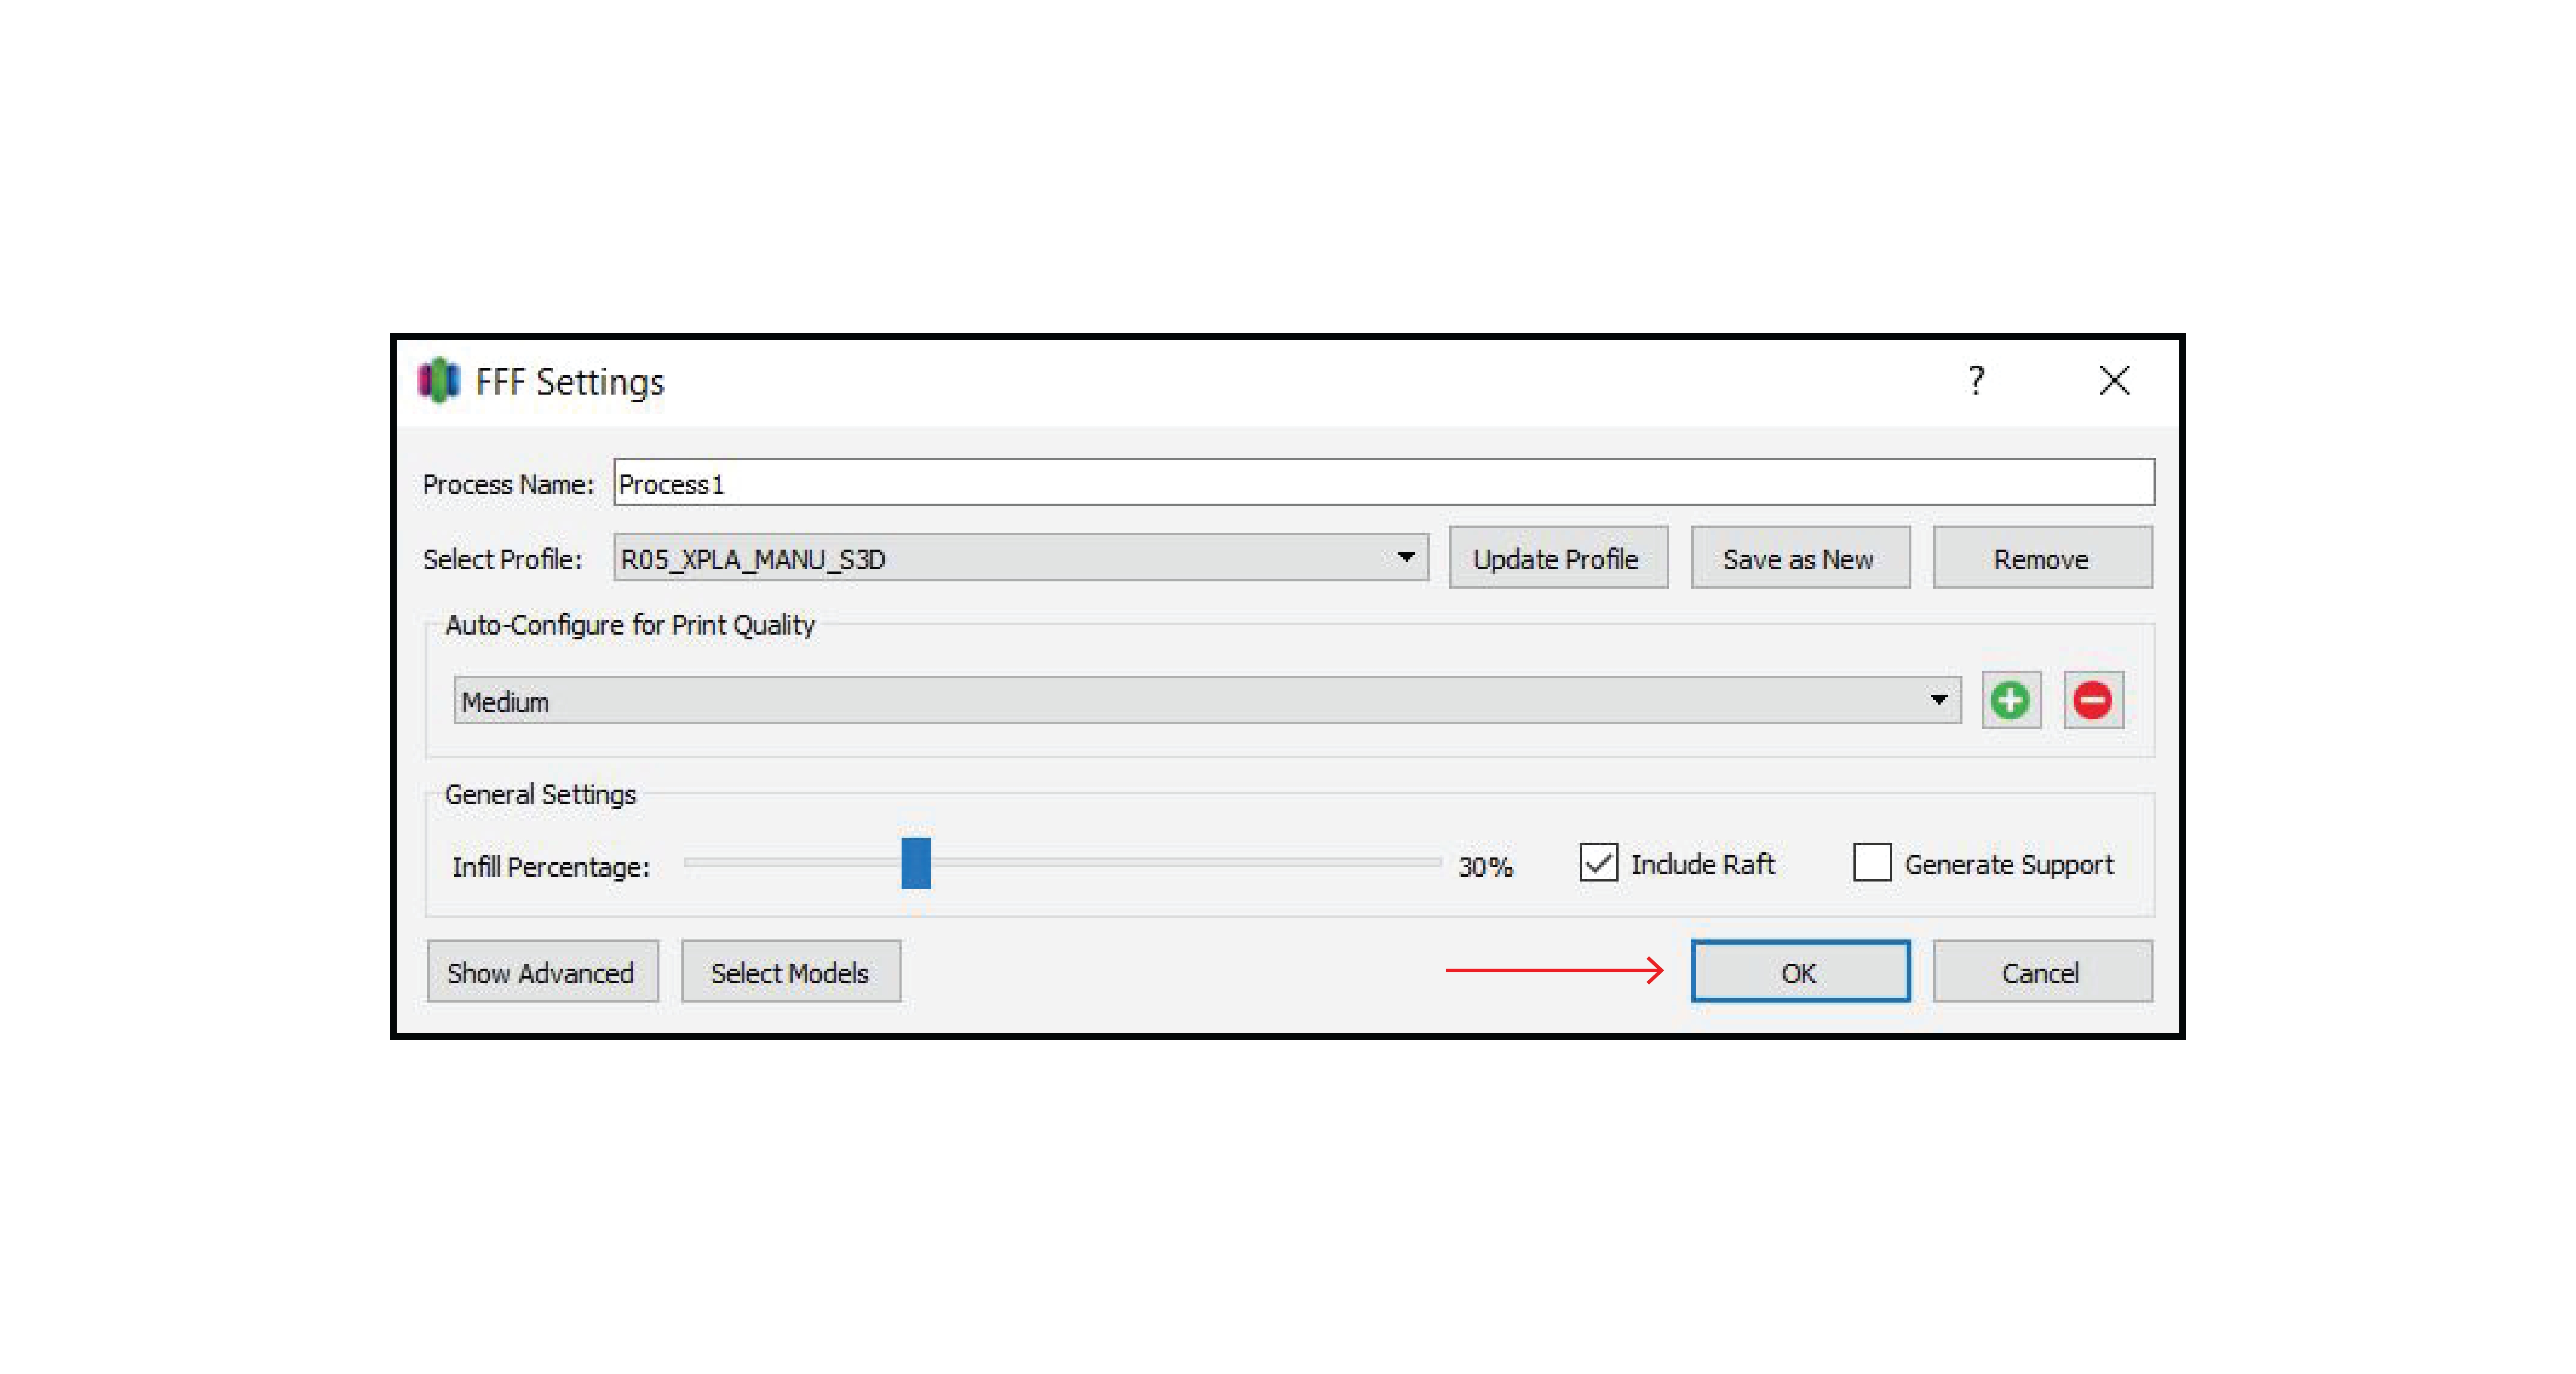 FFF Settings
Process Name: Process1
Select Profile: R05_XPLA_MANU_S3D Update Profile Save as New Remove
Auto-Configure for Print Quality
Medium
General Settings
Infill Percentage: 30% Include Raft Generate Support
Show Advanced Select Models OK Cancel